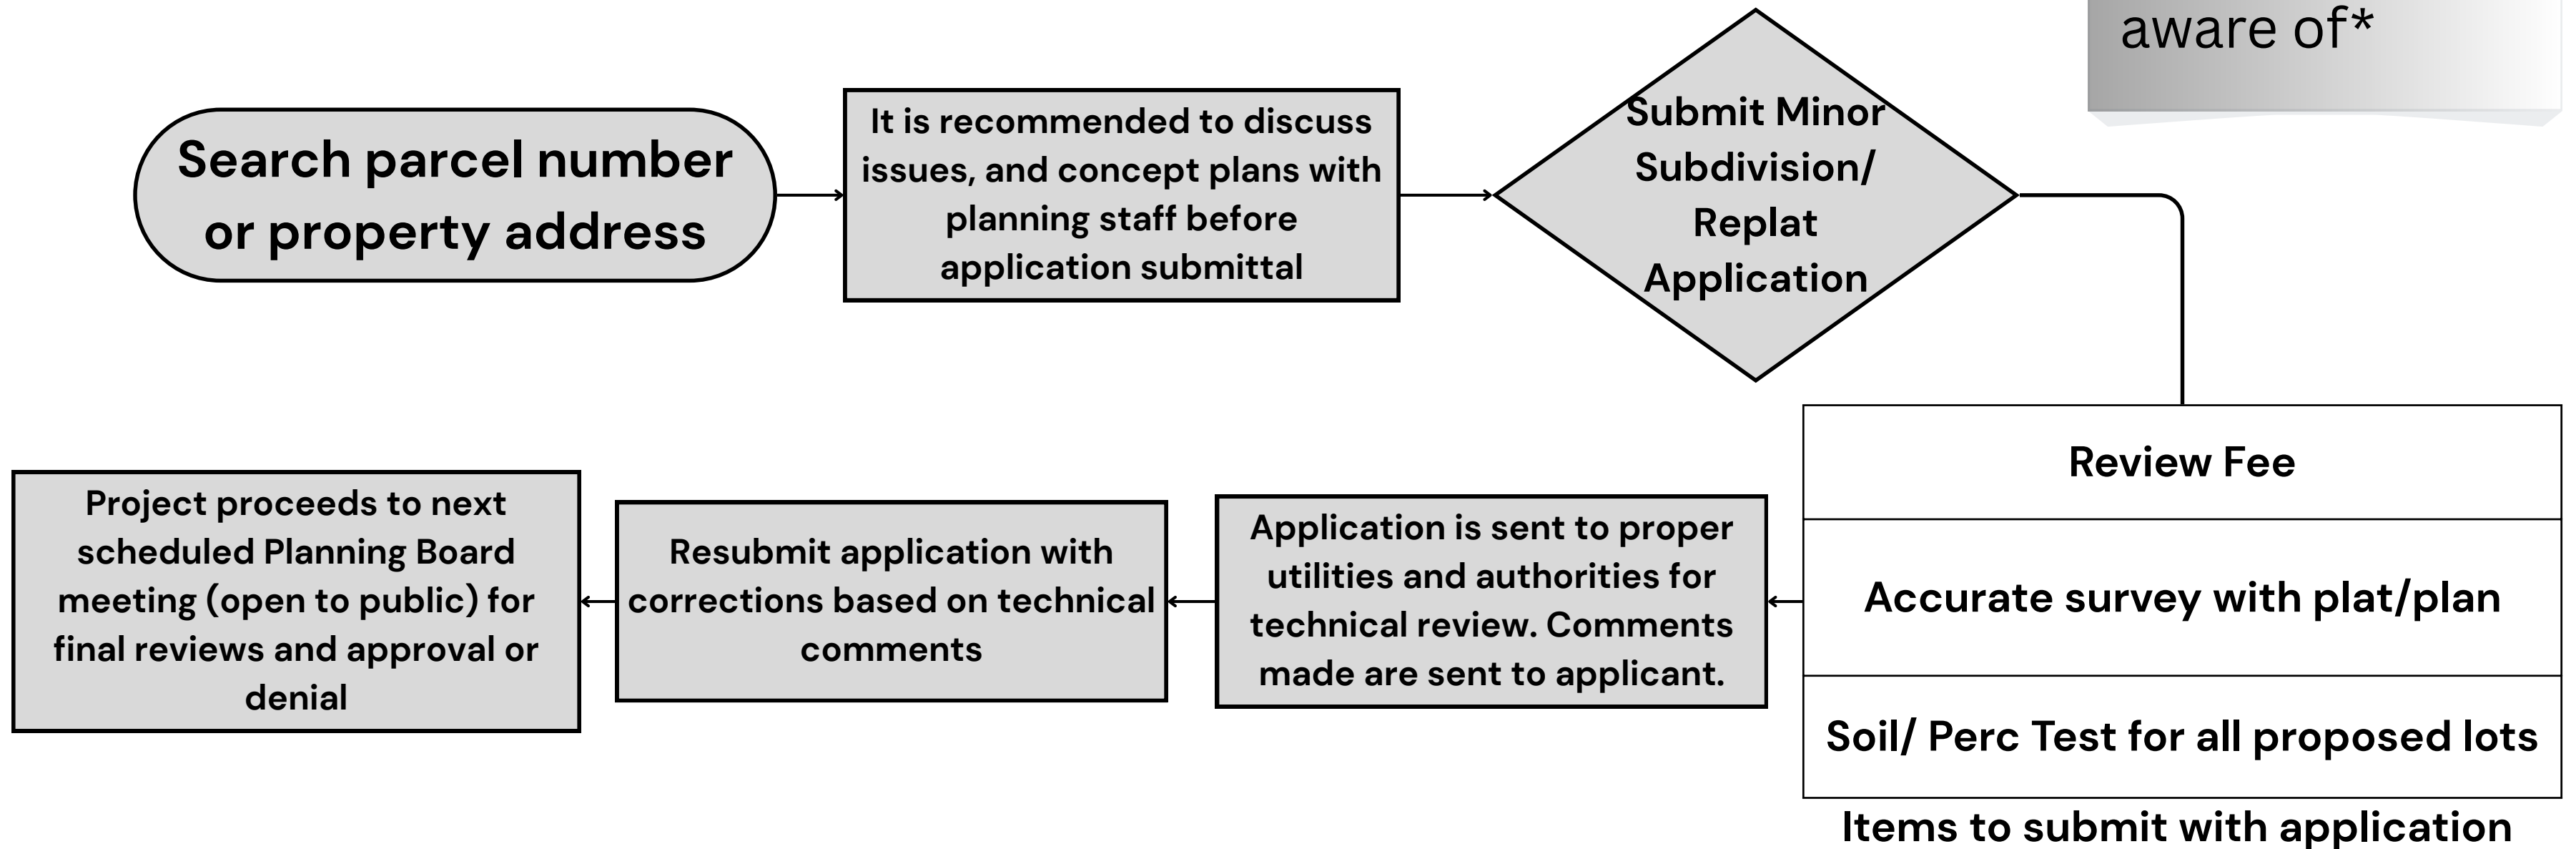 aware of*
Search parcel number
or property address
It is recommended to discuss
issues, and concept plans with
planning staff before
application submittal
Submit Minor
Subdivision/
Replat
Application
Review Fee
Accurate survey with plat/plan
Soil/ Perc Test for all proposed lots
Items to submit with application
Application is sent to proper
utilities and authorities for
technical review. Comments
made are sent to applicant.
Resubmit application with
corrections based on technical
comments
Project proceeds to next
scheduled Planning Board
meeting (open to public) for
final reviews and approval or
denial